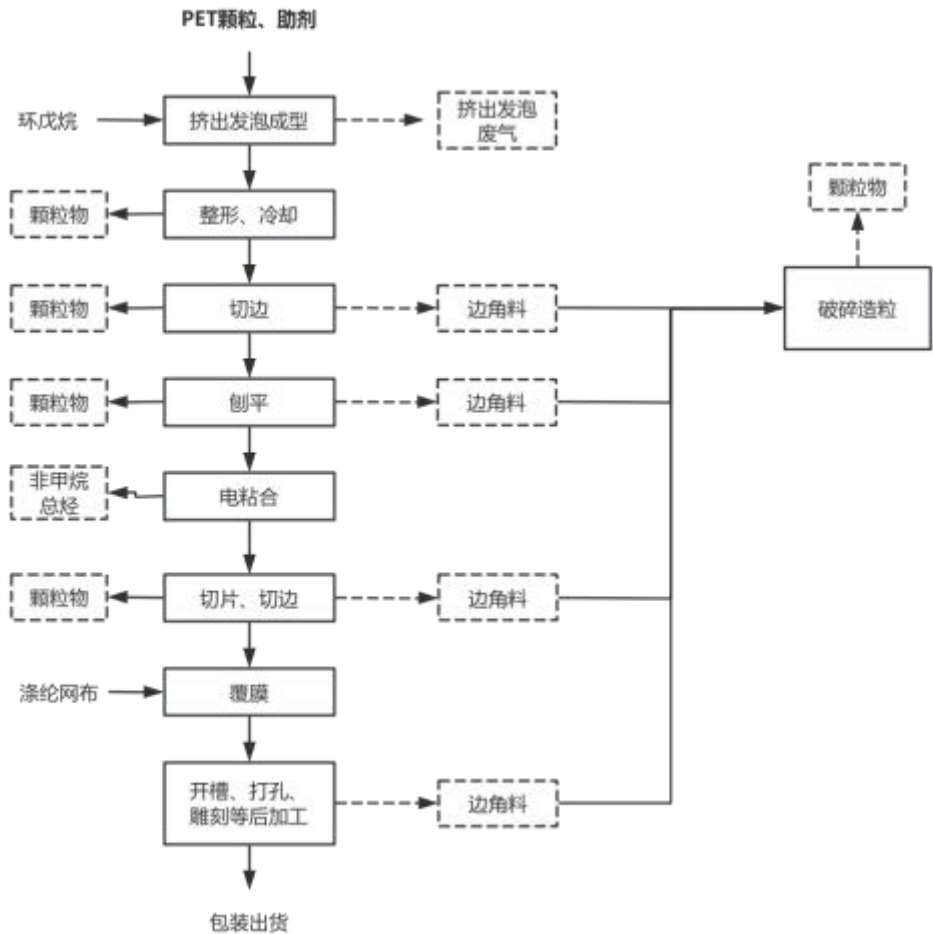 PET颗粒、助剂
环戊烷
挤出发泡成型
挤出发泡
废气
颗粒物
颗粒物
整形、冷却
颗粒物
切边
边角料
破碎造粒
颗粒物
刨平
边角料
非甲烷
总烃
电粘合
颗粒物
切片、切边
边角料
涤纶网布
覆膜
开槽、打孔、
雕刻等后加工
边角料
包装出货